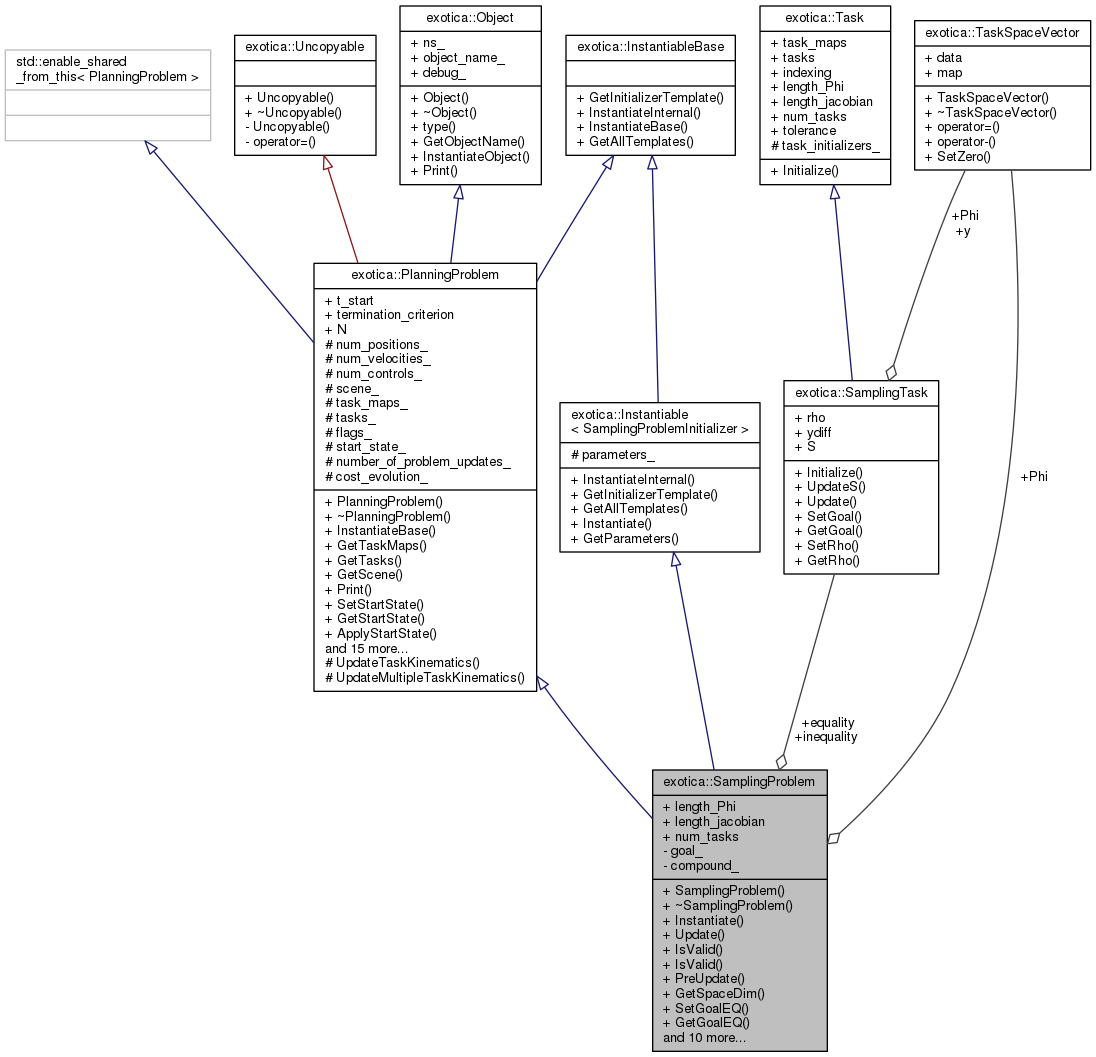 std::enable_shared
_from_this< PlanningProblem >
exotica::Uncopyable
+ Uncopyable()
+ ~Uncopyable()
- Uncopyable()
- operator=()
exotica::Object
+ ns_
+ object_name_
+ debug_
+ Object()
+ ~Object()
+ type()
+ GetObjectName()
+ InstantiateObject()
+ Print()
exotica::InstantiableBase
+ GetInitializerTemplate()
+ InstantiateInternal()
+ InstantiateBase()
+ GetAllTemplates()
exotica::Task
+ task_maps
+ tasks
+ indexing
+ length_Phi
+ length_jacobian
+ num_tasks
+ tolerance
# task_initializers_
+ Initialize()
exotica::TaskSpaceVector
+ data
+ map
+ TaskSpaceVector()
+ ~TaskSpaceVector()
+ operator=()
+ operator-()
+ SetZero()
+Phi
+y
exotica::PlanningProblem
+ t_start
+ termination_criterion
+ N
# num_positions_
# num_velocities_
# num_controls_
# scene_
# task_maps_
# tasks_
# flags_
# start_state_
# number_of_problem_updates_
# cost_evolution_
+ PlanningProblem()
+ ~PlanningProblem()
+ InstantiateBase()
+ GetTaskMaps()
+ GetTasks()
+ GetScene()
+ Print()
+ SetStartState()
+ GetStartState()
+ ApplyStartState()
and 15 more...
# UpdateTaskKinematics()
# UpdateMultipleTaskKinematics()
exotica::Instantiable
< SamplingProblemInitializer >
# parameters_
+ InstantiateInternal()
+ GetInitializerTemplate()
+ GetAllTemplates()
+ Instantiate()
+ GetParameters()
exotica::SamplingTask
+ rho
+ ydiff
+ S
+ Initialize()
+ UpdateS()
+ Update()
+ SetGoal()
+ GetGoal()
+ SetRho()
+ GetRho()
+Phi
+equality
+inequality
exotica::SamplingProblem
+ length_Phi
+ length_jacobian
+ num_tasks
- goal_
- compound_
+ SamplingProblem()
+ ~SamplingProblem()
+ Instantiate()
+ Update()
+ IsValid()
+ IsValid()
+ PreUpdate()
+ GetSpaceDim()
+ SetGoalEQ()
+ GetGoalEQ()
and 10 more...